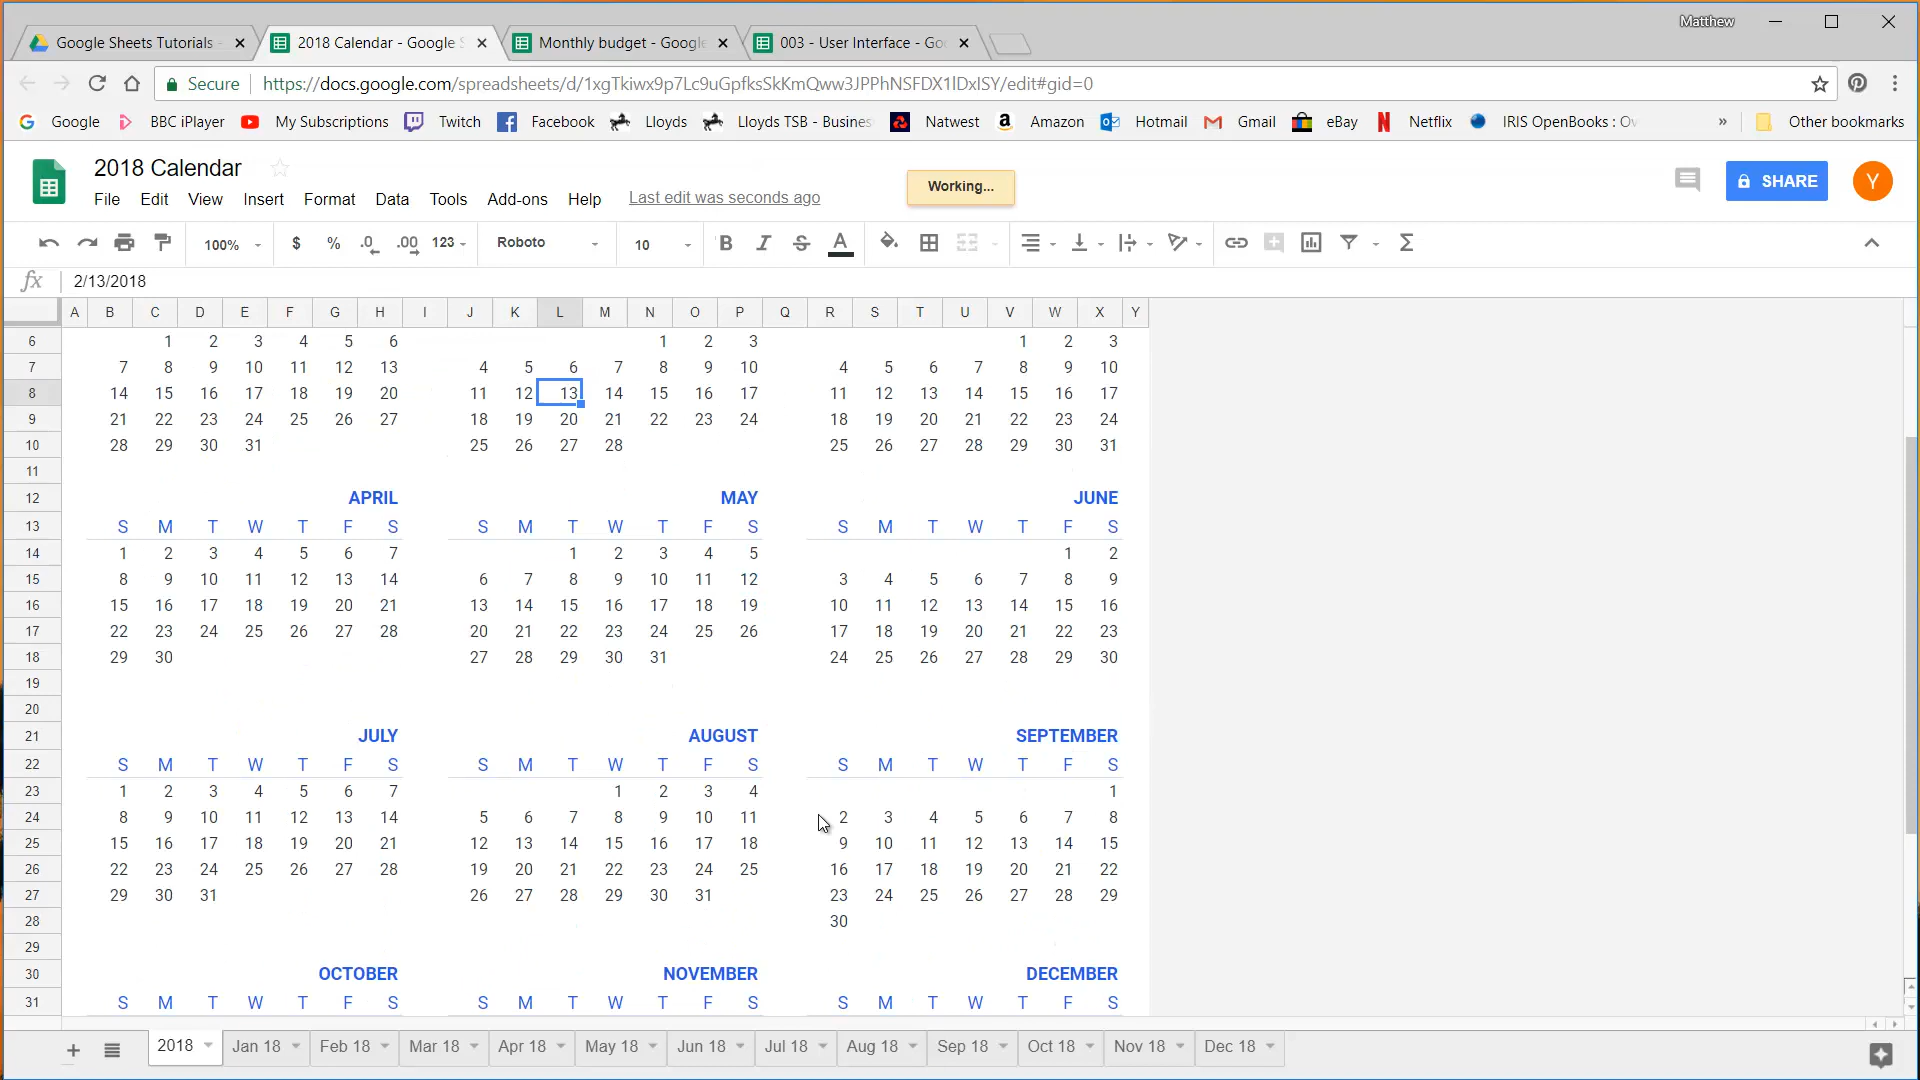 Matthew
Google Sheets Tutorials
2018 Calendar - Google S
Monthly budget - Google
003 - User Interface - Goo
Secure https://docs.google.com/spreadsheets/d/1xgTkiwx9p7Lc9uGpfksSkKmQww3JPPhNSFDX1lDxISY/edit#gid=0
Google BBC iPlayer My Subscriptions Twitch Facebook Lloyds Lloyds TSB - Busines Natwest Amazon Hotmail Gmail eBay Netflix IRIS OpenBooks : Ov » Other bookmarks
2018 Calendar
Working...
SHARE
Y
File Edit View Insert Format Data Tools Add-ons Help Last edit was seconds ago
100% $ % .0 .00 123 Roboto 10 B I S A Σ
fx 2/13/2018
A B C D E F G H I J K L M N O P Q R S T U V W X Y
6 1 2 3 4 5 6 1 2 3 1 2 3
7 7 8 9 10 11 12 13 4 5 6 7 8 9 10 4 5 6 7 8 9 10
8 14 15 16 17 18 19 20 11 12 13 14 15 16 17 11 12 13 14 15 16 17
9 21 22 23 24 25 26 27 18 19 20 21 22 23 24 18 19 20 21 22 23 24
10 28 29 30 31 25 26 27 28 25 26 27 28 29 30 31
11
12 APRIL MAY JUNE
13 S M T W T F S S M T W T F S S M T W T F S
14 1 2 3 4 5 6 7 1 2 3 4 5 1 2
15 8 9 10 11 12 13 14 6 7 8 9 10 11 12 3 4 5 6 7 8 9
16 15 16 17 18 19 20 21 13 14 15 16 17 18 19 10 11 12 13 14 15 16
17 22 23 24 25 26 27 28 20 21 22 23 24 25 26 17 18 19 20 21 22 23
18 29 30 27 28 29 30 31 24 25 26 27 28 29 30
19
20
21 JULY AUGUST SEPTEMBER
22 S M T W T F S S M T W T F S S M T W T F S
23 1 2 3 4 5 6 7 1 2 3 4 1
24 8 9 10 11 12 13 14 5 6 7 8 9 10 11 2 3 4 5 6 7 8
25 15 16 17 18 19 20 21 12 13 14 15 16 17 18 9 10 11 12 13 14 15
26 22 23 24 25 26 27 28 19 20 21 22 23 24 25 16 17 18 19 20 21 22
27 29 30 31 26 27 28 29 30 31 23 24 25 26 27 28 29
28 30
29
30 OCTOBER NOVEMBER DECEMBER
31 S M T W T F S S M T W T F S S M T W T F S
2018 Jan 18 Feb 18 Mar 18 Apr 18 May 18 Jun 18 Jul 18 Aug 18 Sep 18 Oct 18 Nov 18 Dec 18